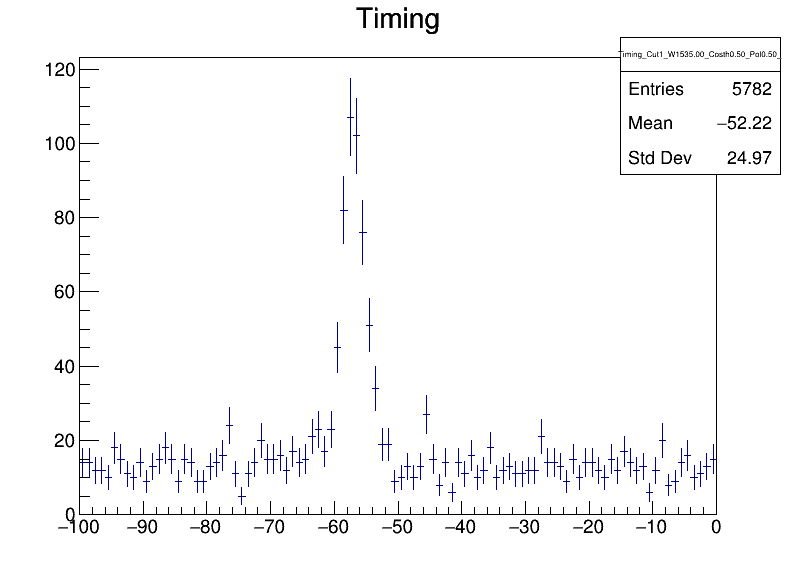 Timing
Timing_Cut1_W1535.00_Costh0.50_Pol0.50_
Entries 5782
Mean −52.22
Std Dev 24.97
120
100
80
60
40
20
0
−100 −90 −80 −70 −60 −50 −40 −30 −20 −10 0